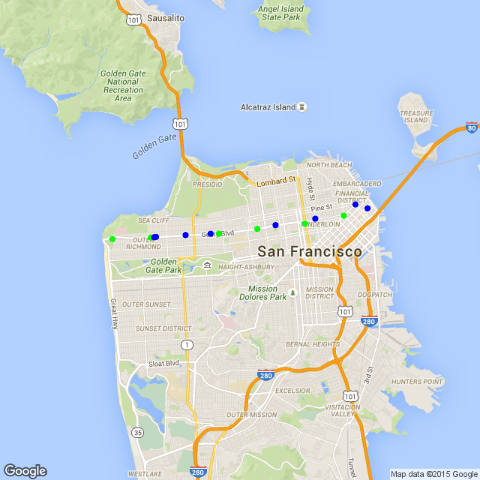 Sausalito
Angel Island
State Park
101
Golden Gate
National
Recreation
Area
Alcatraz Island
TREASURE
ISLAND
80
101
Golden Gate
NORTH BEACH
PRESIDIO
Lombard St
Hyde St
EMBARCADERO
FINANCIAL
DISTRICT
Pine St
SEA CLIFF
OUTER
RICHMOND
Blvd
San Francisco
Golden
Gate Park
HAIGHT-ASHBURY
MISSION
DISTRICT
Mission
Dolores Park
DOGPATCH
Great Hwy
OUTER SUNSET
SUNSET DISTRICT
101
280
1
BERNAL HEIGHTS
Sloat Blvd
3rd St
280
EXCELSIOR
HUNTERS POINT
101
VISITACION
VALLEY
OUTER MISSION
35
Tunnel
WESTLAKE
280
Google
Map data ©2015 Google